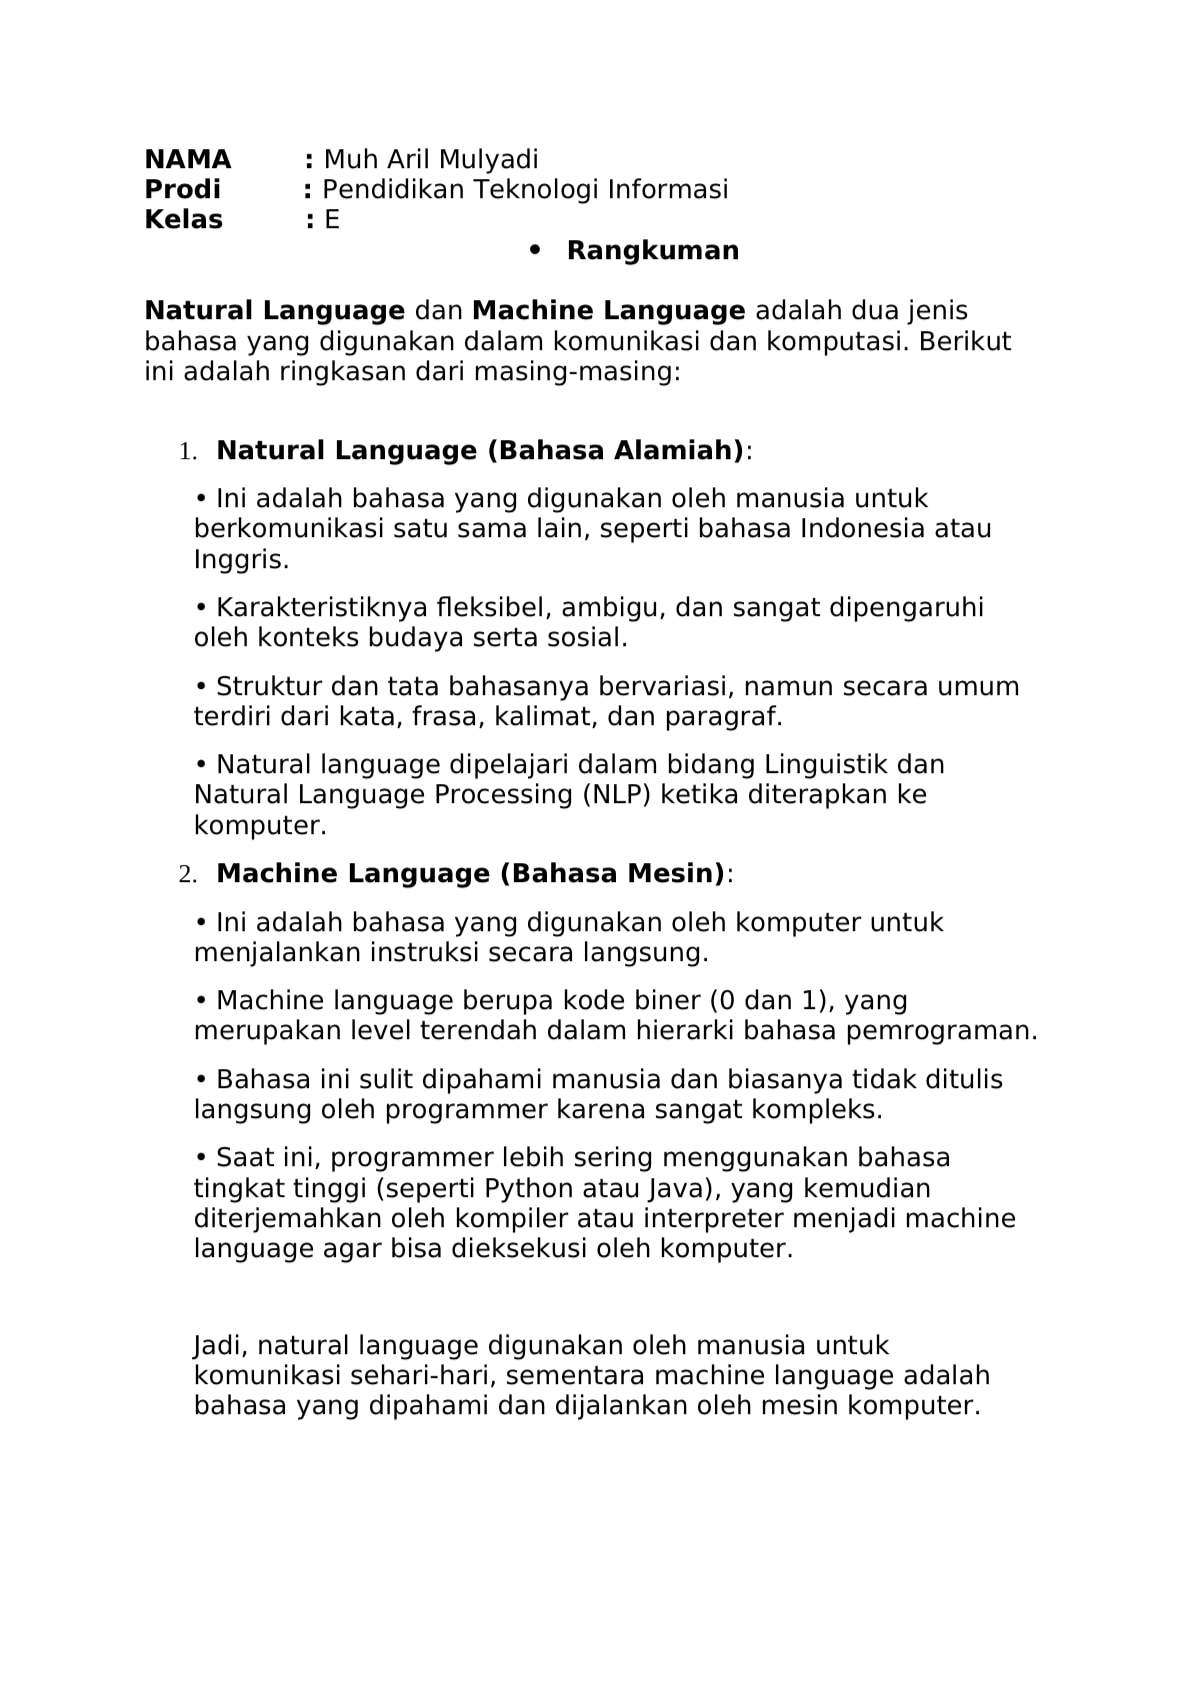 NAMA : Muh Aril Mulyadi
Prodi : Pendidikan Teknologi Informasi
Kelas : E
• Rangkuman
Natural Language dan Machine Language adalah dua jenis
bahasa yang digunakan dalam komunikasi dan komputasi. Berikut
ini adalah ringkasan dari masing-masing:
1. Natural Language (Bahasa Alamiah):
• Ini adalah bahasa yang digunakan oleh manusia untuk
berkomunikasi satu sama lain, seperti bahasa Indonesia atau
Inggris.
• Karakteristiknya fleksibel, ambigu, dan sangat dipengaruhi
oleh konteks budaya serta sosial.
• Struktur dan tata bahasanya bervariasi, namun secara umum
terdiri dari kata, frasa, kalimat, dan paragraf.
• Natural language dipelajari dalam bidang Linguistik dan
Natural Language Processing (NLP) ketika diterapkan ke
komputer.
2. Machine Language (Bahasa Mesin):
• Ini adalah bahasa yang digunakan oleh komputer untuk
menjalankan instruksi secara langsung.
• Machine language berupa kode biner (0 dan 1), yang
merupakan level terendah dalam hierarki bahasa pemrograman.
• Bahasa ini sulit dipahami manusia dan biasanya tidak ditulis
langsung oleh programmer karena sangat kompleks.
• Saat ini, programmer lebih sering menggunakan bahasa
tingkat tinggi (seperti Python atau Java), yang kemudian
diterjemahkan oleh kompiler atau interpreter menjadi machine
language agar bisa dieksekusi oleh komputer.
Jadi, natural language digunakan oleh manusia untuk
komunikasi sehari-hari, sementara machine language adalah
bahasa yang dipahami dan dijalankan oleh mesin komputer.